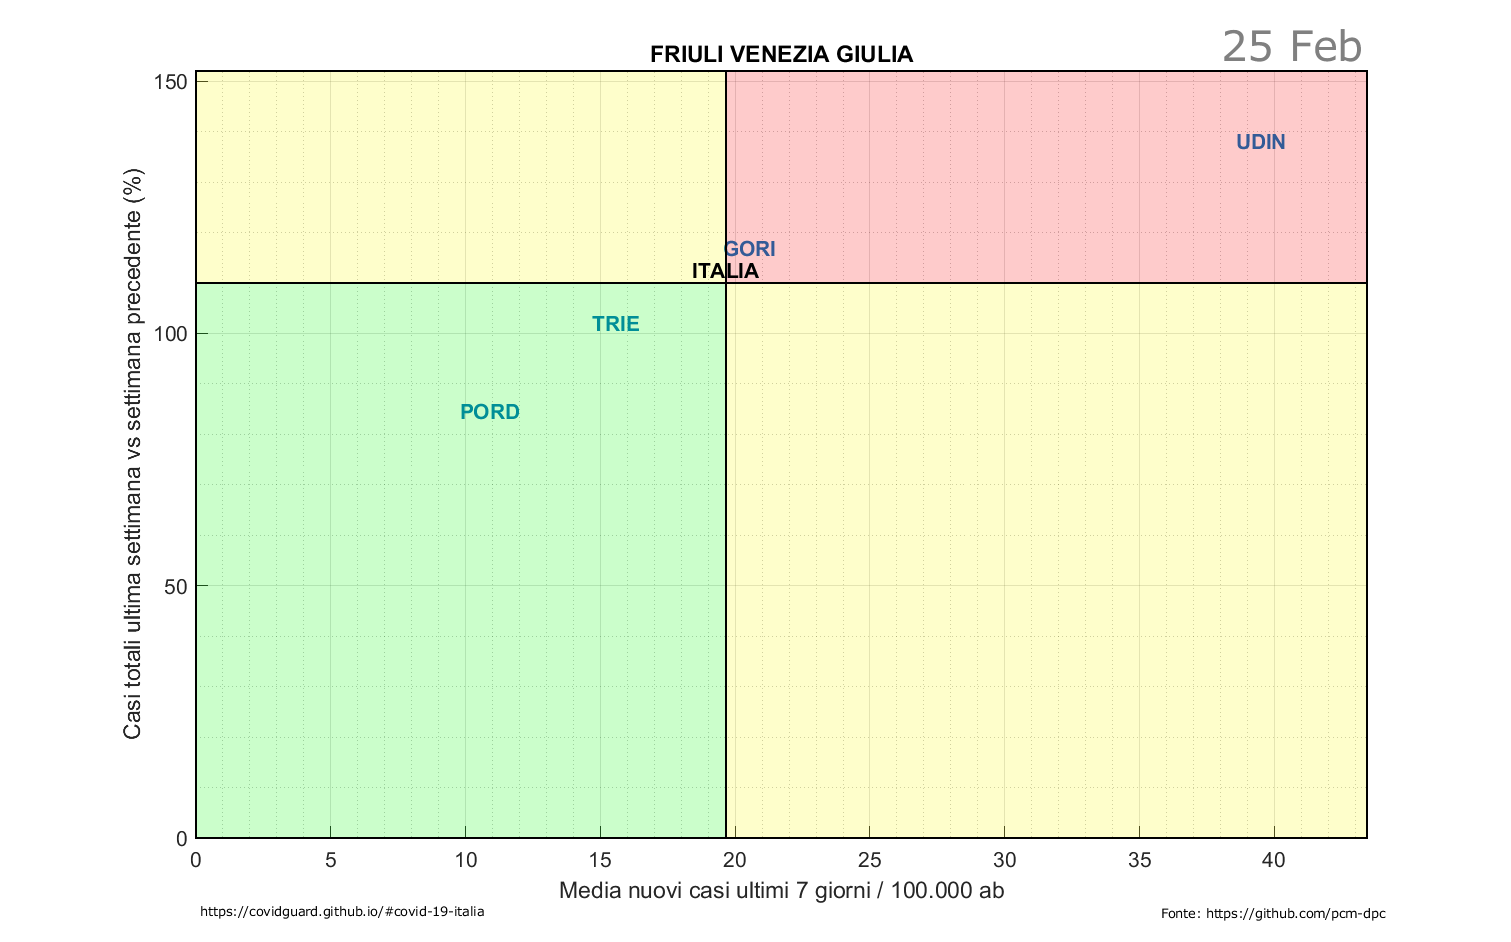 FRIULI VENEZIA GIULIA
25 Feb
Casi totali ultima settimana vs settimana precedente (%)
150
100
50
0
UDIN
GORI
ITALIA
TRIE
PORD
0 5 10 15 20 25 30 35 40
Media nuovi casi ultimi 7 giorni / 100.000 ab
https://covidguard.github.io/#covid-19-italia
Fonte: https://github.com/pcm-dpc